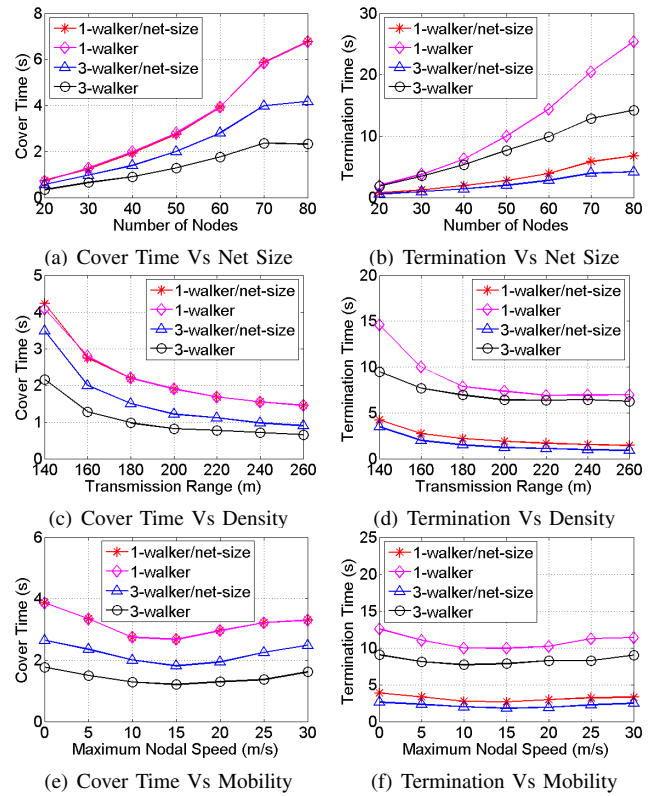 8
6
4
2
0
Cover Time (s)
1-walker/net-size
1-walker
3-walker/net-size
3-walker
20 30 40 50 60 70 80
Number of Nodes
(a) Cover Time Vs Net Size
30
20
10
0
Termination Time (s)
1-walker/net-size
1-walker
3-walker/net-size
3-walker
20 30 40 50 60 70 80
Number of Nodes
(b) Termination Vs Net Size
5
4
3
2
1
0
Cover Time (s)
1-walker/net-size
1-walker
3-walker/net-size
3-walker
140 160 180 200 220 240 260
Transmission Range (m)
(c) Cover Time Vs Density
20
15
10
5
0
Termination Time (s)
1-walker/net-size
1-walker
3-walker/net-size
3-walker
140 160 180 200 220 240 260
Transmission Range (m)
(d) Termination Vs Density
6
4
2
0
Cover Time (s)
1-walker/net-size
1-walker
3-walker/net-size
3-walker
0 5 10 15 20 25 30
Maximum Nodal Speed (m/s)
(e) Cover Time Vs Mobility
25
20
15
10
5
0
Termination Time (s)
1-walker/net-size
1-walker
3-walker/net-size
3-walker
0 5 10 15 20 25 30
Maximum Nodal Speed (m/s)
(f) Termination Vs Mobility